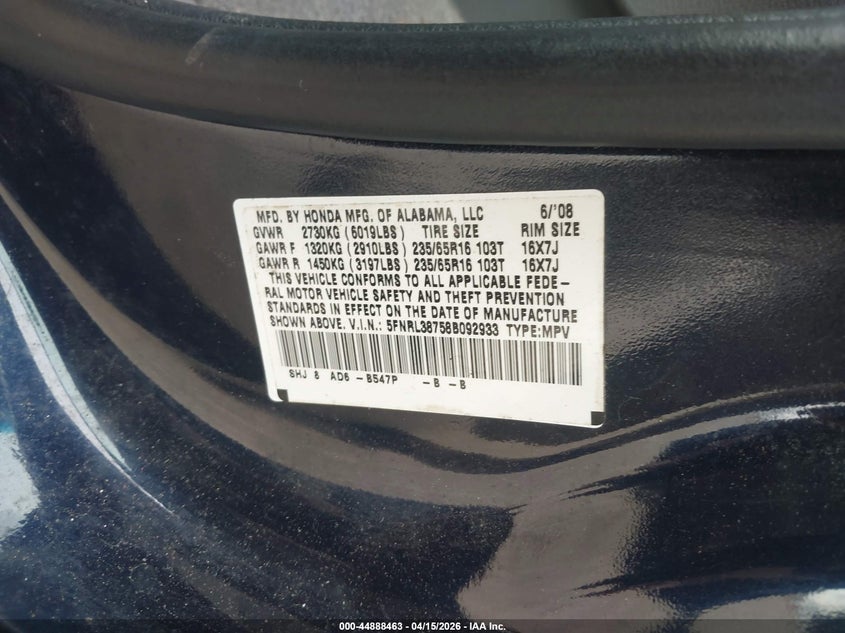 MFD. BY HONDA MFG. OF ALABAMA, LLC 6/'08
GVWR 2730KG (6019LBS) TIRE SIZE RIM SIZE
GAWR F 1320KG (2910LBS) 235/65R16 103T 16X7J
GAWR R 1450KG (3197LBS) 235/65R16 103T 16X7J
THIS VEHICLE CONFORMS TO ALL APPLICABLE FEDE-
RAL MOTOR VEHICLE SAFETY AND THEFT PREVENTION
STANDARDS IN EFFECT ON THE DATE OF MANUFACTURE
SHOWN ABOVE. V.I.N.: 5FNRL38758B092933 TYPE:MPV
SHJ 8 AD6 -B547P -B -B
000-44888463 - 04/15/2026 - IAA Inc.